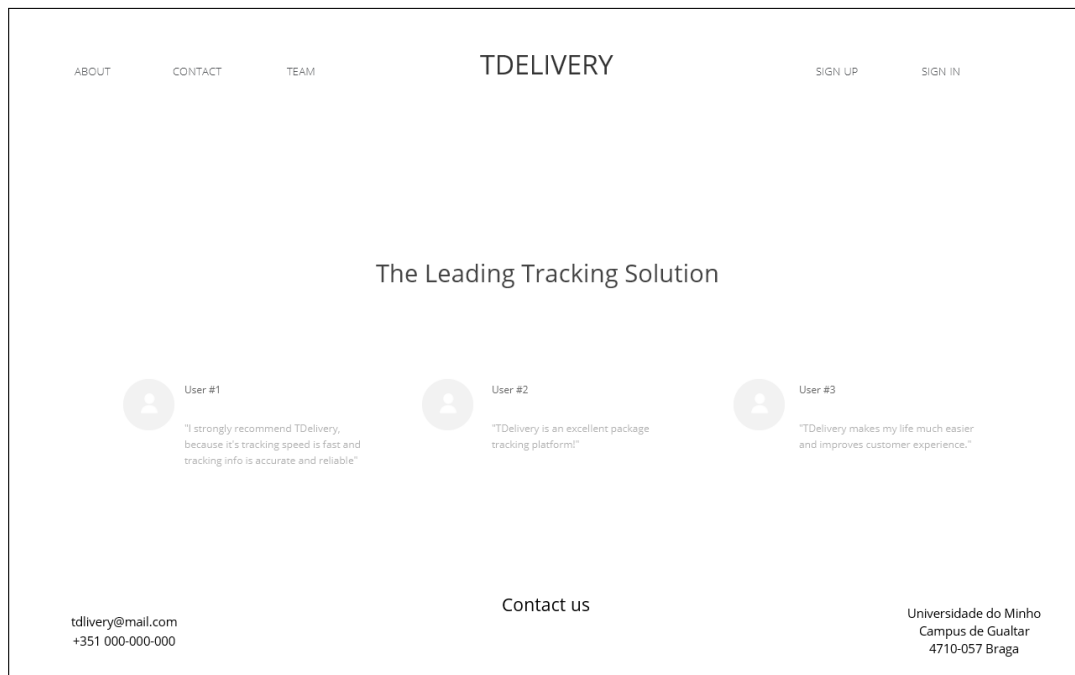 ABOUT
CONTACT
TEAM
TDELIVERY
SIGN UP
SIGN IN
The Leading Tracking Solution
User #1
"I strongly recommend TDelivery,
because it's tracking speed is fast and
tracking info is accurate and reliable"
User #2
"TDelivery is an excellent package
tracking platform!"
User #3
"TDelivery makes my life much easier
and improves customer experience."
Contact us
tdlivery@mail.com
+351 000-000-000
Universidade do Minho
Campus de Gualtar
4710-057 Braga